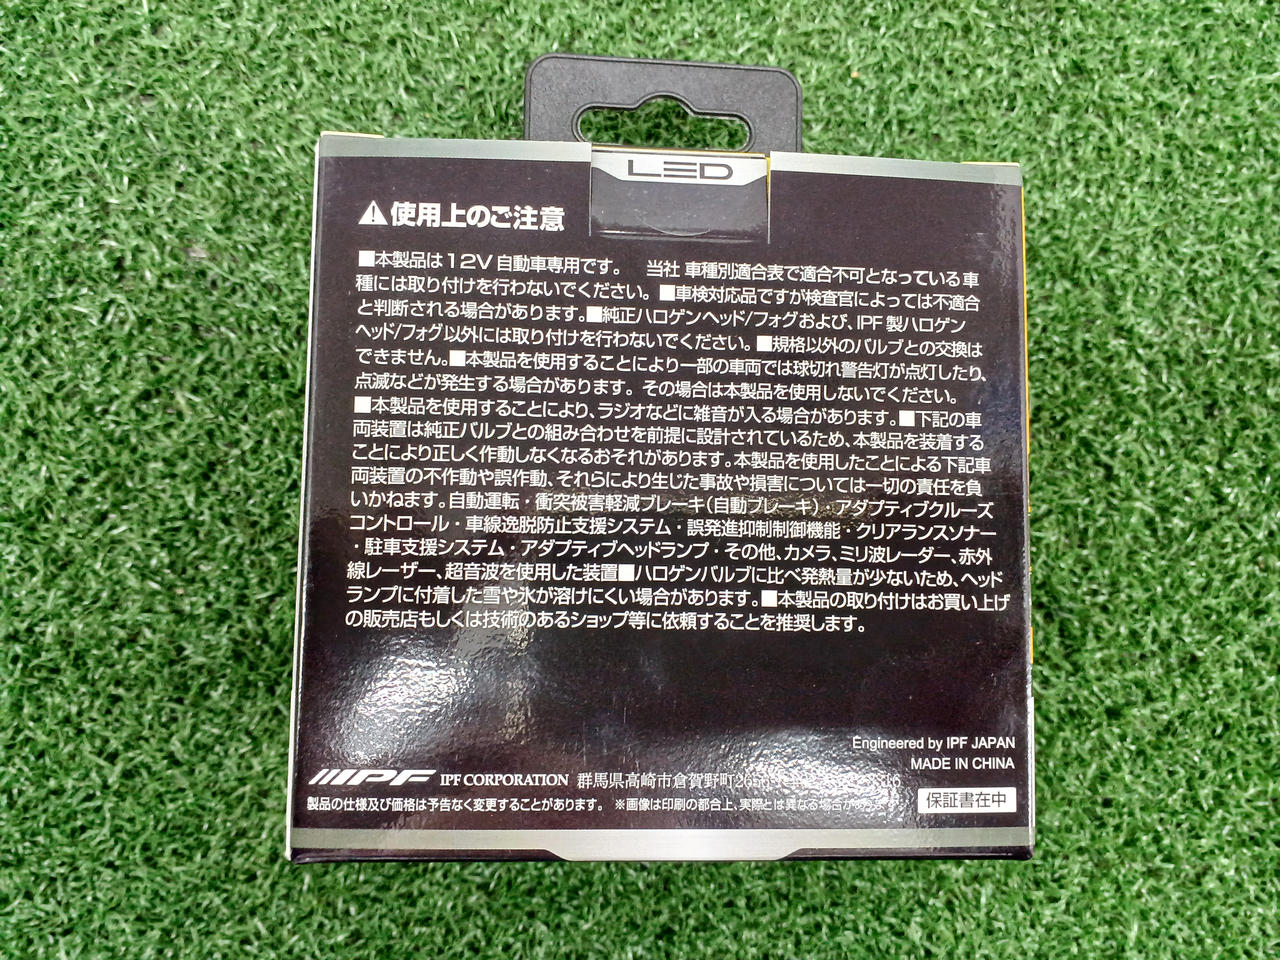 LED
⚠使用上のご注意
■本製品は12V自動車専用です。 当社 車種別適合表で適合不可となっている車
種には取り付けを行わないでください。■車検対応品ですが検査官によっては不適合
と判断される場合があります。■純正ハロゲンヘッド/フォグおよび、IPF製ハロゲン
ヘッド/フォグ以外には取り付けを行わないでください。■規格以外のバルブとの交換は
できません。■本製品を使用することにより一部の車両では球切れ警告灯が点灯したり、
点滅などが発生する場合があります。その場合は本製品を使用しないでください。
■本製品を使用することにより、ラジオなどに雑音が入る場合があります。■下記の車
両装置は純正バルブとの組み合わせを前提に設計されているため、本製品を装着する
ことにより正しく作動しなくなるおそれがあります。本製品を使用したことによる下記車
両装置の不作動や誤作動、それらにより生じた事故や損害については一切の責任を負
いかねます。自動運転・衝突被害軽減ブレーキ(自動ブレーキ)・アダプティブクルーズ
コントロール・車線逸脱防止支援システム・誤発進抑制制御機能・クリアランスソナー
・駐車支援システム・アダプティブヘッドランプ・その他、カメラ、ミリ波レーダー、赤外
線レーザー、超音波を使用した装置■ハロゲンバルブに比べ発熱量が少ないため、ヘッド
ランプに付着した雪や氷が溶けにくい場合があります。■本製品の取り付けはお買い上げ
の販売店もしくは技術のあるショップ等に依頼することを推奨します。
Engineered by IPF JAPAN
MADE IN CHINA
IPF IPF CORPORATION 群馬県高崎市倉賀野町
製品の仕様及び価格は予告なく変更することがあります。 ※画像は印刷の都合上、実際とは異なる場合があります
保証書在中